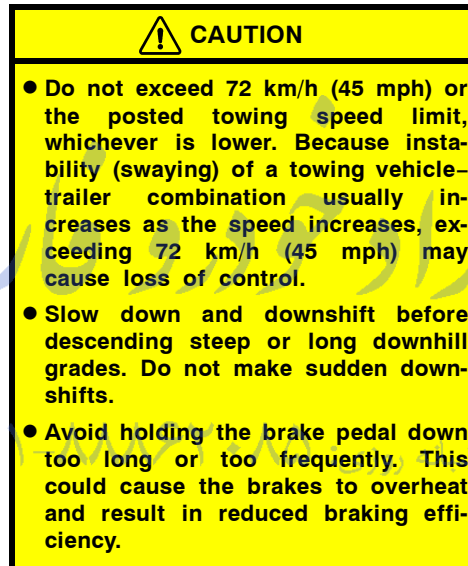 CAUTION
● Do not exceed 72 km/h (45 mph) or
the posted towing speed limit,
whichever is lower. Because insta-
bility (swaying) of a towing vehicle–
trailer combination usually in-
creases as the speed increases, ex-
ceeding 72 km/h (45 mph) may
cause loss of control.
● Slow down and downshift before
descending steep or long downhill
grades. Do not make sudden down-
shifts.
● Avoid holding the brake pedal down
too long or too frequently. This
could cause the brakes to overheat
and result in reduced braking effi-
ciency.